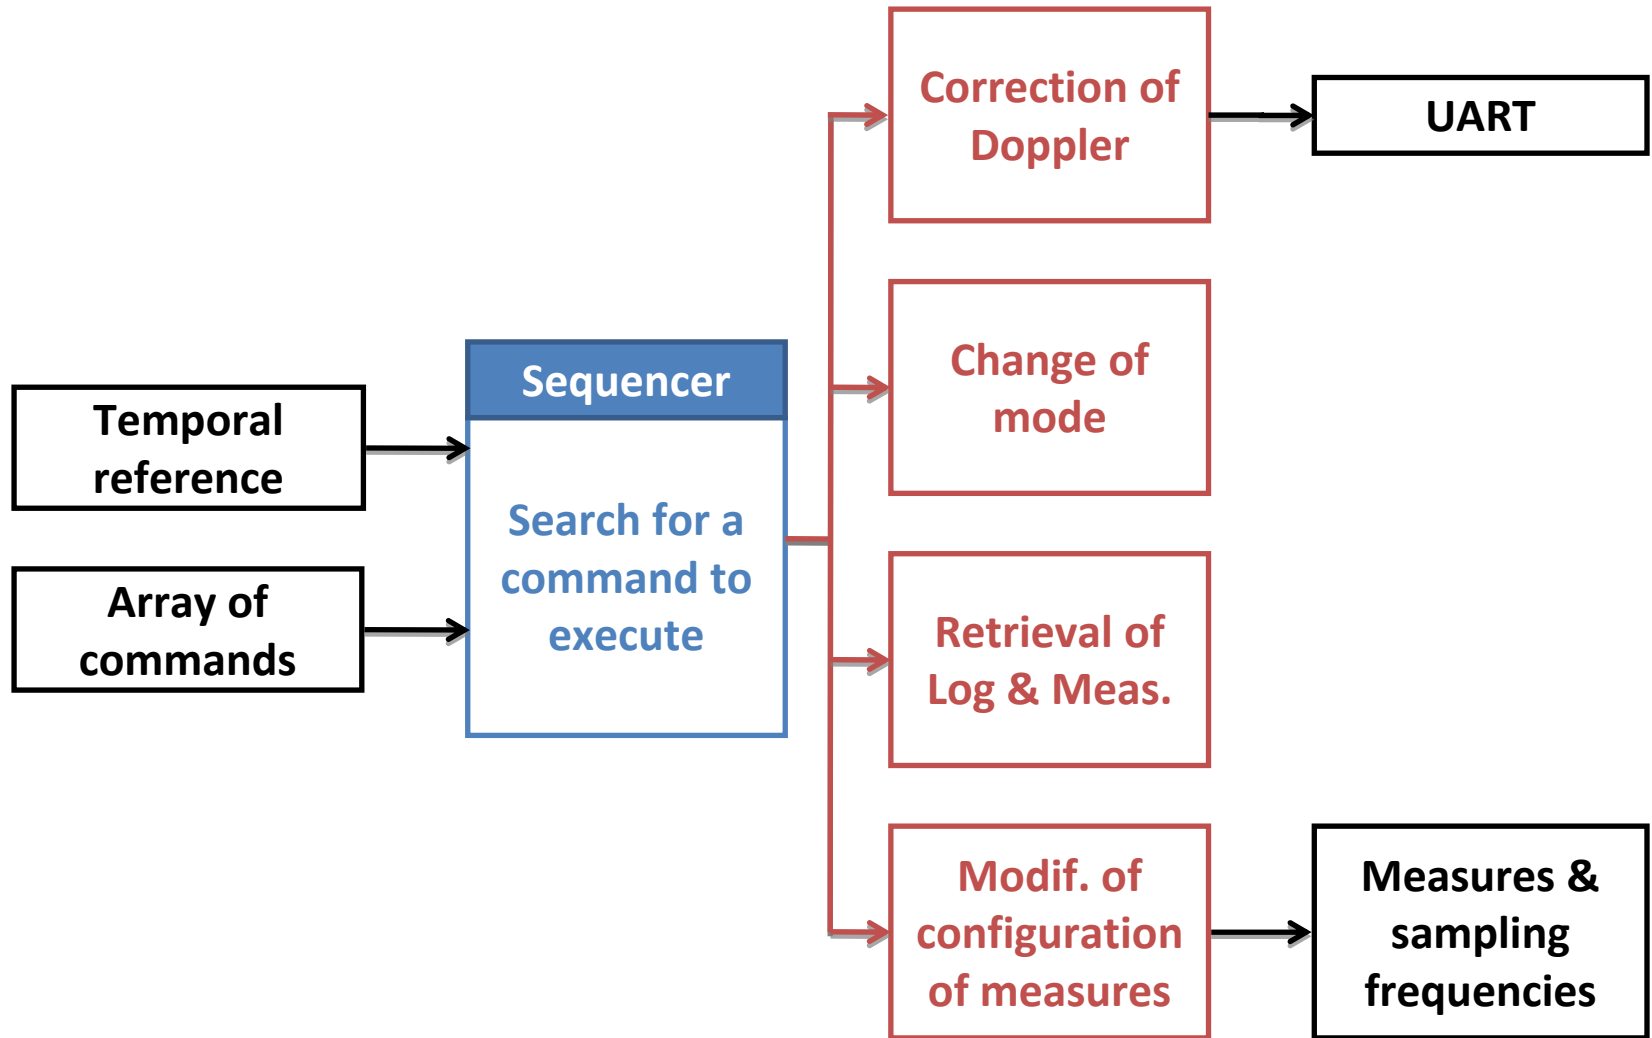 Correction of
Doppler
UART
Change of
mode
Sequencer
Temporal
reference
Search for a
command to
execute
Array of
commands
Retrieval of
Log & Meas.
Modif. of
configuration
of measures
Measures &
sampling
frequencies